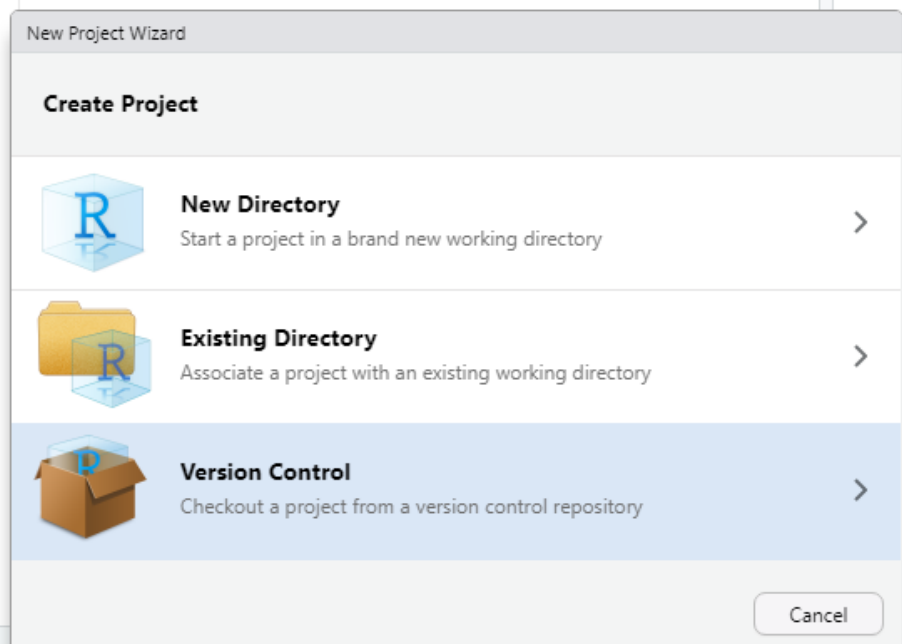 New Project Wizard
Create Project
R
New Directory
Start a project in a brand new working directory
R
Existing Directory
Associate a project with an existing working directory
R
Version Control
Checkout a project from a version control repository
Cancel